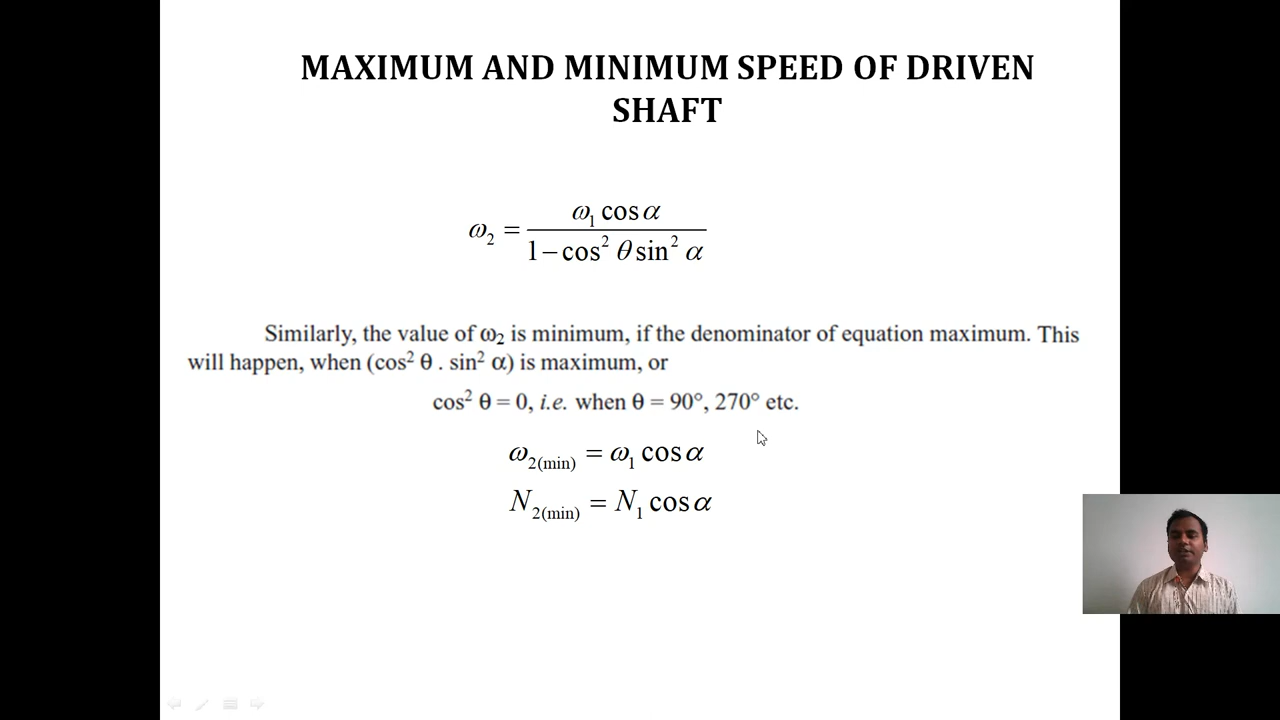 MAXIMUM AND MINIMUM SPEED OF DRIVEN
SHAFT
ω₂ = ω₁ cos α / 1 − cos² θ sin² α
Similarly, the value of ω₂ is minimum, if the denominator of equation maximum. This
will happen, when (cos² θ . sin² α) is maximum, or
cos² θ = 0, i.e. when θ = 90°, 270° etc.
ω₂(min) = ω₁ cos α
N₂(min) = N₁ cos α